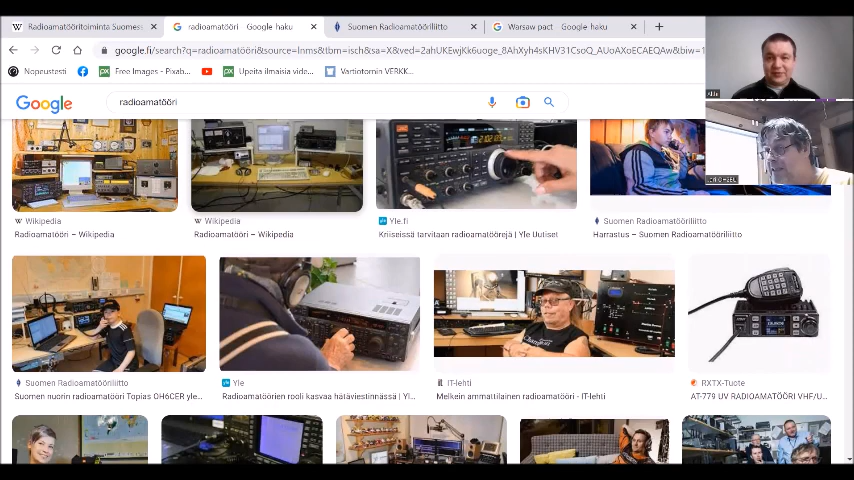 Radioamatööritoiminta Suomess
radioamatööri - Google haku
Suomen Radioamatööriliitto
Warsaw pact - Google haku
google.fi/search?q=radioamatööri&source=lnms&tbm=isch&sa=X&ved=2ahUKEwjKk6uoge_8AhXyh4sKHV31CsoQ_AUoAXoECAEQAw&biw=1
Nopeustesti
Free Images - Pixab...
Upeita ilmaisia video...
Vartiotornin VERKK...
Google
radioamatööri
Wikipedia
Radioamatööri – Wikipedia
Wikipedia
Radioamatööri – Wikipedia
Yle.fi
Kriiseissä tarvitaan radioamatöörejä | Yle Uutiset
Suomen Radioamatööriliitto
Harrastus – Suomen Radioamatööriliitto
Suomen Radioamatööriliitto
Suomen nuorin radioamatööri Topias OH6CER yle...
Yle
Radioamatöörien rooli kasvaa hätäviestinnässä | Yl...
IT-lehti
Melkein ammattilainen radioamatööri - IT-lehti
RXTX-Tuote
AT-779 UV RADIOAMATÖÖRI VHF/U...